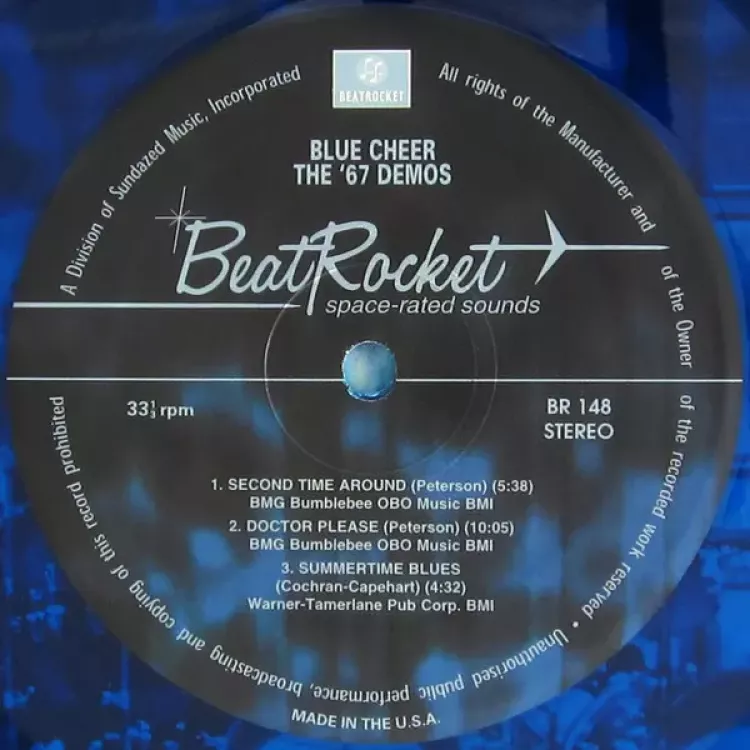 A Division of Sundazed Music, Incorporated
BEATROCKET
All rights of the Manufacturer and of the Owner of the recorded work reserved • Unauthorised public performance, broadcasting and copying of this record prohibited
BLUE CHEER
THE '67 DEMOS
BeatRocket
space-rated sounds
33⅓ rpm
BR 148
STEREO
1. SECOND TIME AROUND (Peterson) (5:38)
BMG Bumblebee OBO Music BMI
2. DOCTOR PLEASE (Peterson) (10:05)
BMG Bumblebee OBO Music BMI
3. SUMMERTIME BLUES
(Cochran-Capehart) (4:32)
Warner-Tamerlane Pub Corp. BMI
MADE IN THE U.S.A.